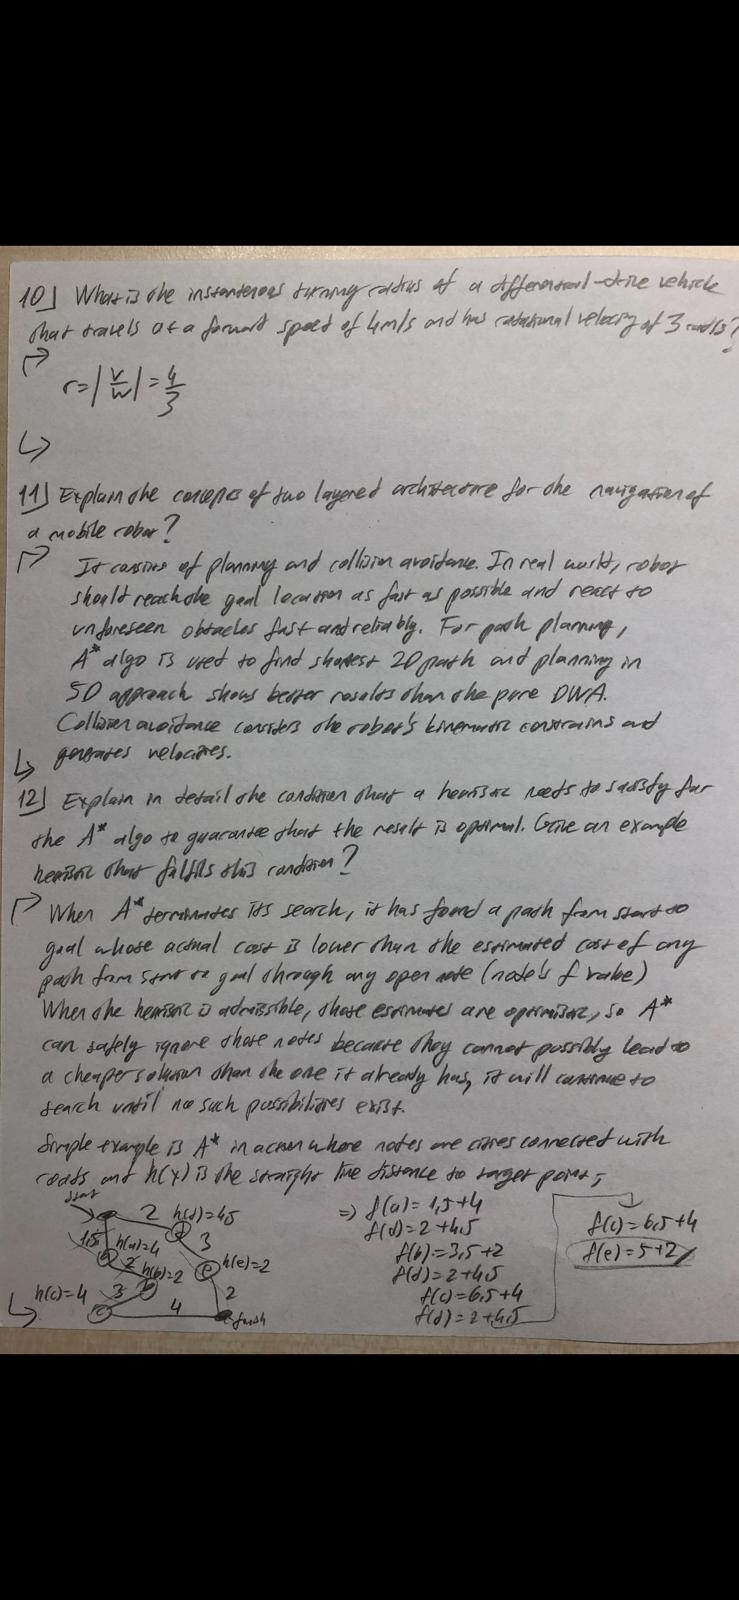 10] What is the instantenous turning radius of a differential-drive vehicle
that travels at a forward speed of 4m/s and has rotational velocity of 3 rad/s?
r=|v/w|=4/3
11] Explain the concepts of two layered architecture for the navigation of
a mobile robot?
It consists of planning and collision avoidance. In real world, robot
should reach the goal location as fast as possible and react to
unforeseen obstacles fast and reliably. For path planning,
A* algo is used to find shortest 2D path and planning in
5D approach shows better results than the pure DWA.
Collision avoidance considers the robot's kinematic constrains and
generates velocities.
12] Explain in detail the condition that a heuristic needs to satisfy for
the A* algo to guarantee that the result is optimal. Give an example
heuristic that fulfills this condition?
When A* terminates its search, it has found a path from start to
goal whose actual cost is lower than the estimated cost of any
path from start to goal through any open node (node's f value)
When the heuristic is admissible, those estimates are optimistic, so A*
can safely ignore those nodes because they cannot possibly lead to
a cheaper solution than the one it already has, it will continue to
search until no such possibilities exist.
Simple example is A* in action where nodes are cities connected with
roads and h(x) is the straight line distance to target point;
start
2 h(d)=4,5
d
1,5 h(a)=4 3
a 2 h(b)=2 e h(e)=2
h(c)=4 3 b 2
c 4 finish
=> f(a)=1,5+4
f(d)=2+4,5
f(b)=3,5+2
f(d)=2+4,5
f(c)=6,5+4
f(d)=2+4,5
f(c)=6,5+4
f(e)=5+2